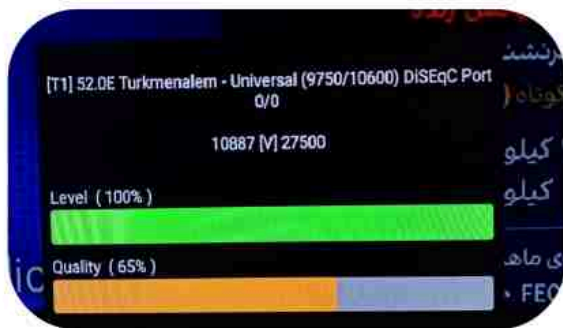 [T1] 52.0E Turkmenalem - Universal (9750/10600) DiSEqC Port
0/0
10887 [V] 27500
کیلو
Level (100%)
کیلو
Quality (65%)